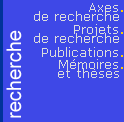 recherche
Axes.
de recherche
Projets.
de recherche
Publications.
Mémoires.
et thèses